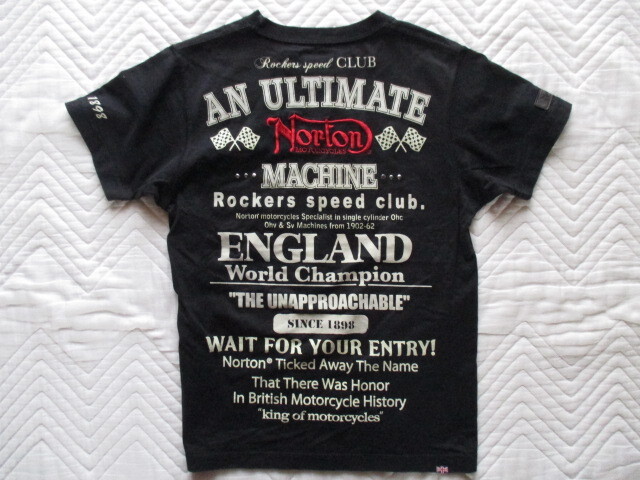 Rockers speed CLUB
AN ULTIMATE
Norton
MOTORCYCLES
MACHINE
Rockers speed club.
Norton motorcycles Specialist in single cylinder Ohc
Ohv & Sv Machines from 1902-62
ENGLAND
World Champion
"THE UNAPPROACHABLE"
SINCE 1898
WAIT FOR YOUR ENTRY!
Norton® Ticked Away The Name
That There Was Honor
In British Motorcycle History
"king of motorcycles"
1898